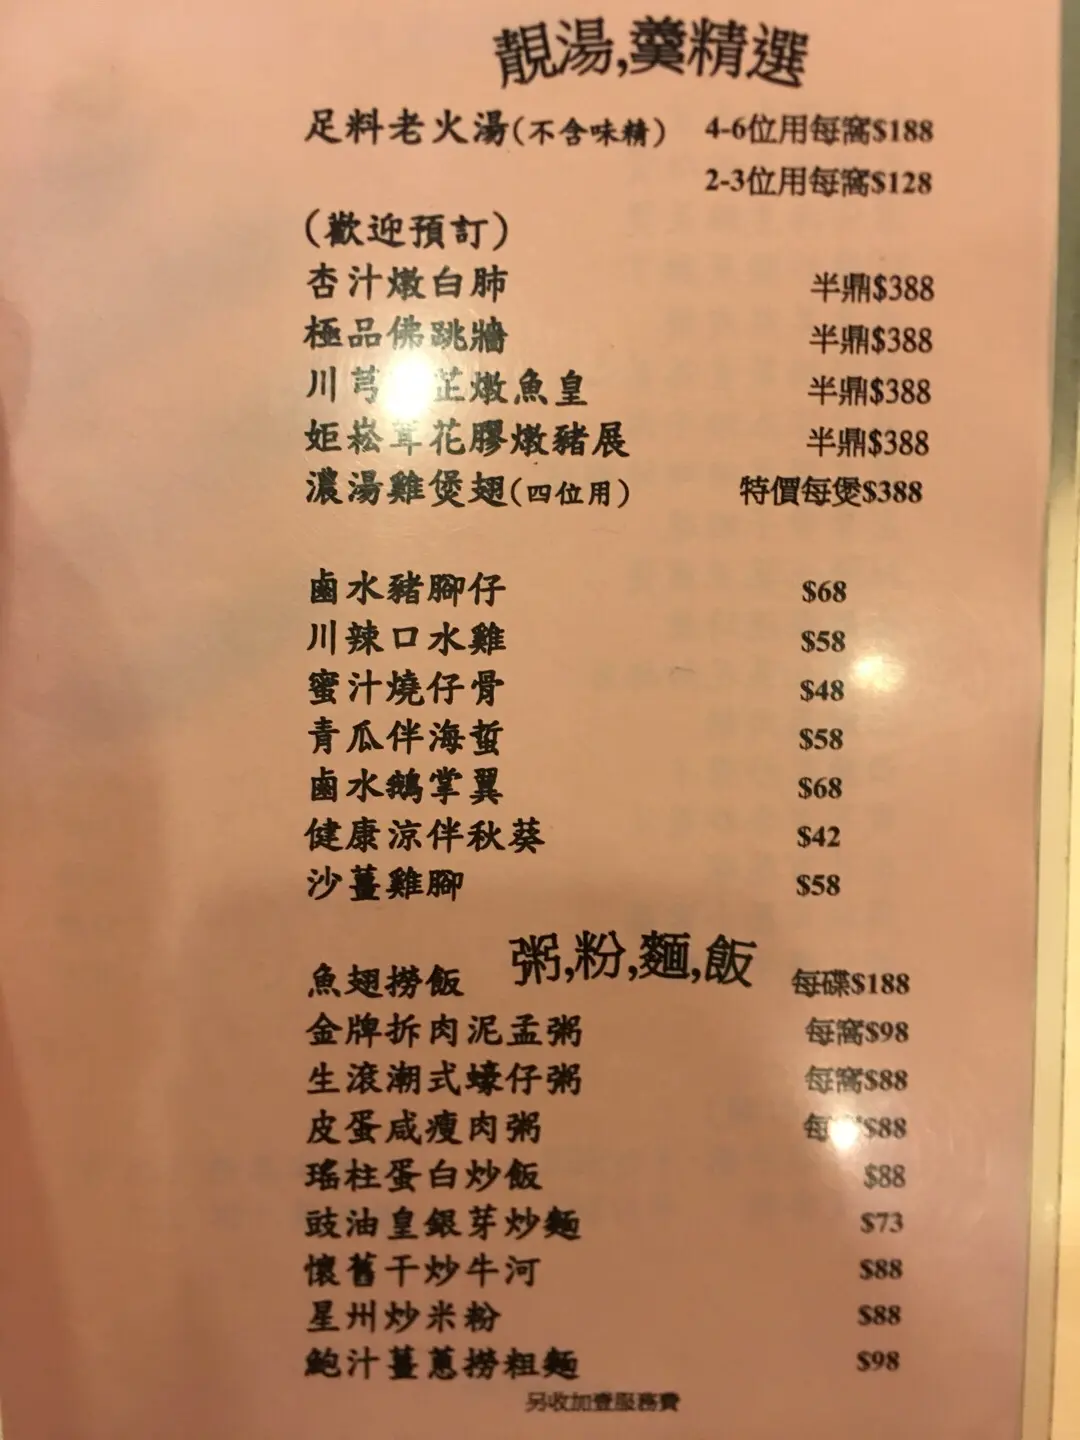 靚湯,羹精選
足料老火湯(不含味精) 4-6位用每窩$188
2-3位用每窩$128
(歡迎預訂)
杏汁燉白肺 半鼎$388
極品佛跳牆 半鼎$388
川芎 芷燉魚皇 半鼎$388
姫崧茸花膠燉豬展 半鼎$388
濃湯雞煲翅(四位用) 特價每煲$388
鹵水豬腳仔 $68
川辣口水雞 $58
蜜汁燒仔骨 $48
青瓜伴海蜇 $58
鹵水鵝掌翼 $68
健康涼伴秋葵 $42
沙薑雞腳 $58
粥,粉,麵,飯
魚翅撈飯 每碟$188
金牌拆肉泥孟粥 每窩$98
生滾潮式蠔仔粥 每窩$88
皮蛋咸瘦肉粥 每 $88
瑤柱蛋白炒飯 $88
豉油皇銀芽炒麵 $73
懷舊干炒牛河 $88
星州炒米粉 $88
鮑汁薑蔥撈粗麵 $98
另收加壹服務費